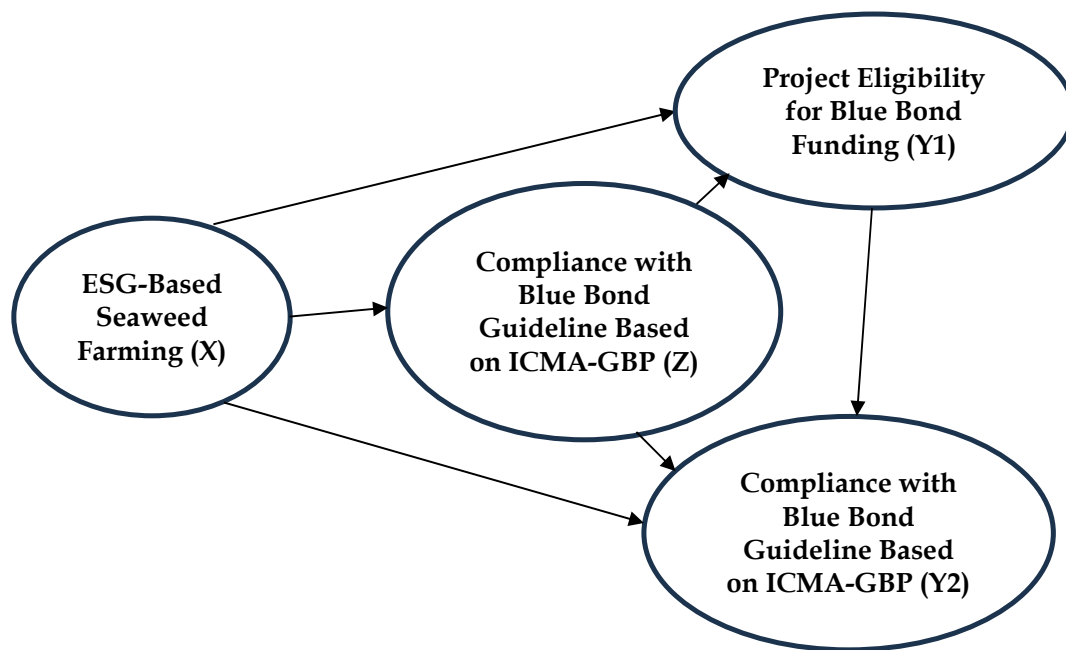 Project Eligibility
for Blue Bond
Funding (Y1)
ESG-Based
Seaweed
Farming (X)
Compliance with
Blue Bond
Guideline Based
on ICMA-GBP (Z)
Compliance with
Blue Bond
Guideline Based
on ICMA-GBP (Y2)